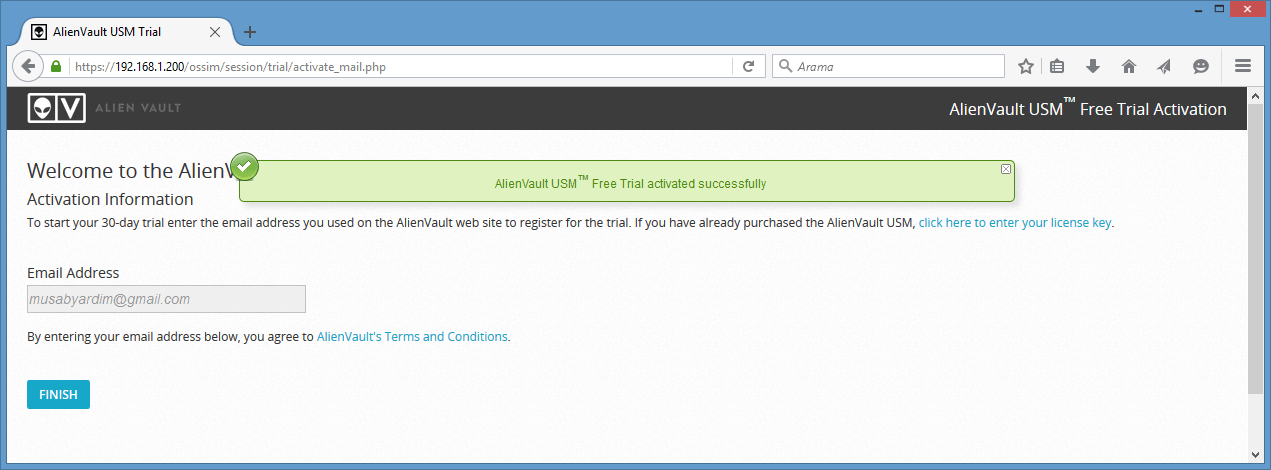 AlienVault USM Trial
https://192.168.1.200/ossim/session/trial/activate_mail.php
Arama
ALIEN VAULT
AlienVault USM™ Free Trial Activation
Welcome to the AlienV
AlienVault USM™ Free Trial activated successfully
Activation Information
To start your 30-day trial enter the email address you used on the AlienVault web site to register for the trial. If you have already purchased the AlienVault USM, click here to enter your license key.
Email Address
musabyardim@gmail.com
By entering your email address below, you agree to AlienVault's Terms and Conditions.
FINISH